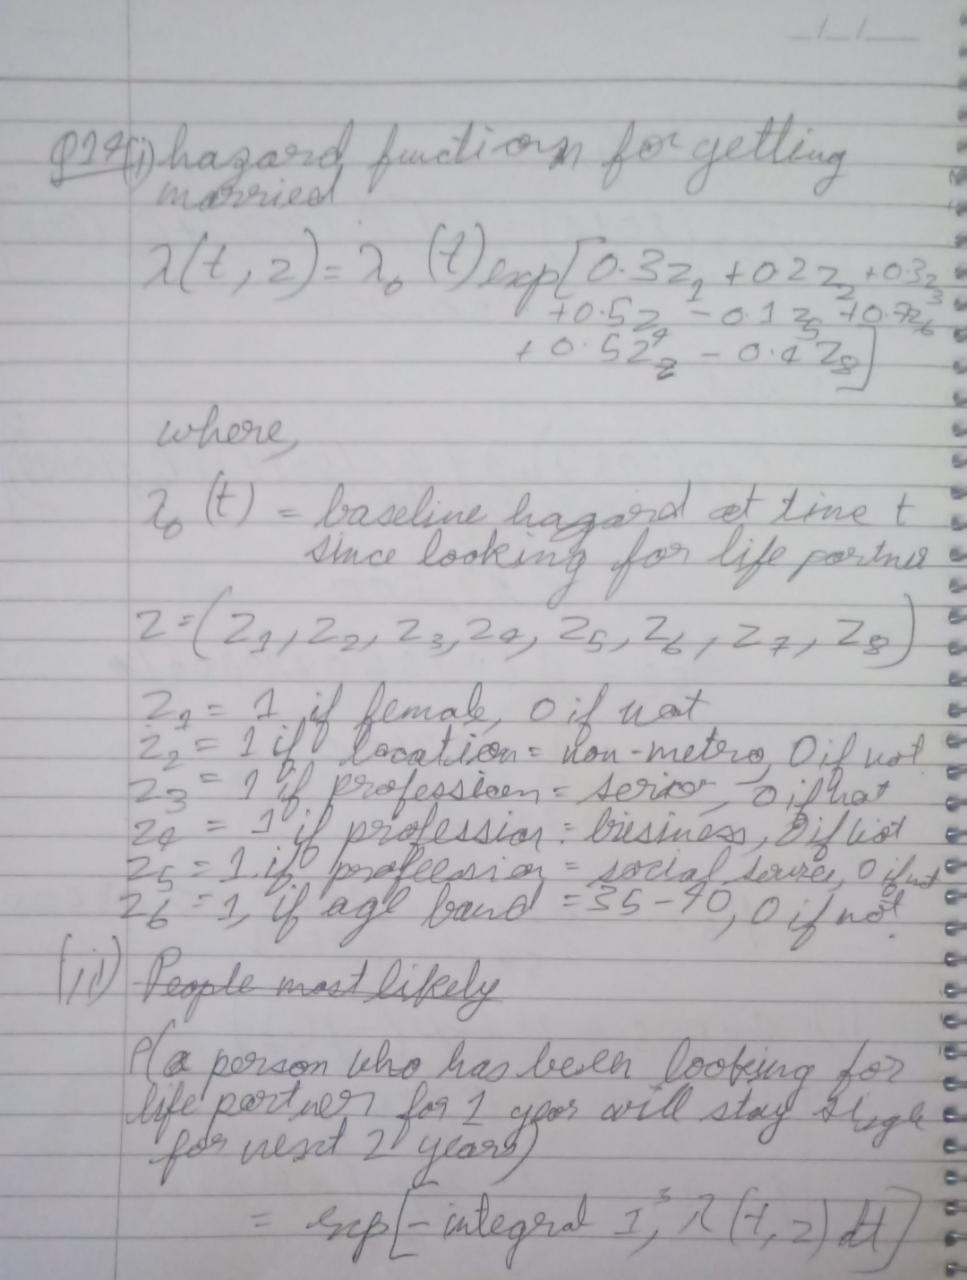 _/_/__
Q14(i) hazard function for getting
married
λ(t, z) = λ₀(t) exp[0.3z₁ + 0.2z₂ + 0.3z₃
+ 0.5z₄ - 0.1z₅ + 0.7z₆
+ 0.5z₇ - 0.4z₈]
where,
λ₀(t) = baseline hazard at time t
since looking for life partner
Z = (Z₁, Z₂, Z₃, Z₄, Z₅, Z₆, Z₇, Z₈)
Z₁ = 1 if female, 0 if not
Z₂ = 1 if location = non-metro, 0 if not
Z₃ = 1 if profession = , 0 if not
Z₄ = 1 if profession = business, 0 if not
Z₅ = 1 if profession = social , 0 if not
Z₆ = 1, if age band = 35-40, 0 if not
(ii) People most likely
P(a person who has been looking for
life partner for 1 year will stay single
for next 2 years)
= exp[- integral 1,³ λ(t, z) dt]